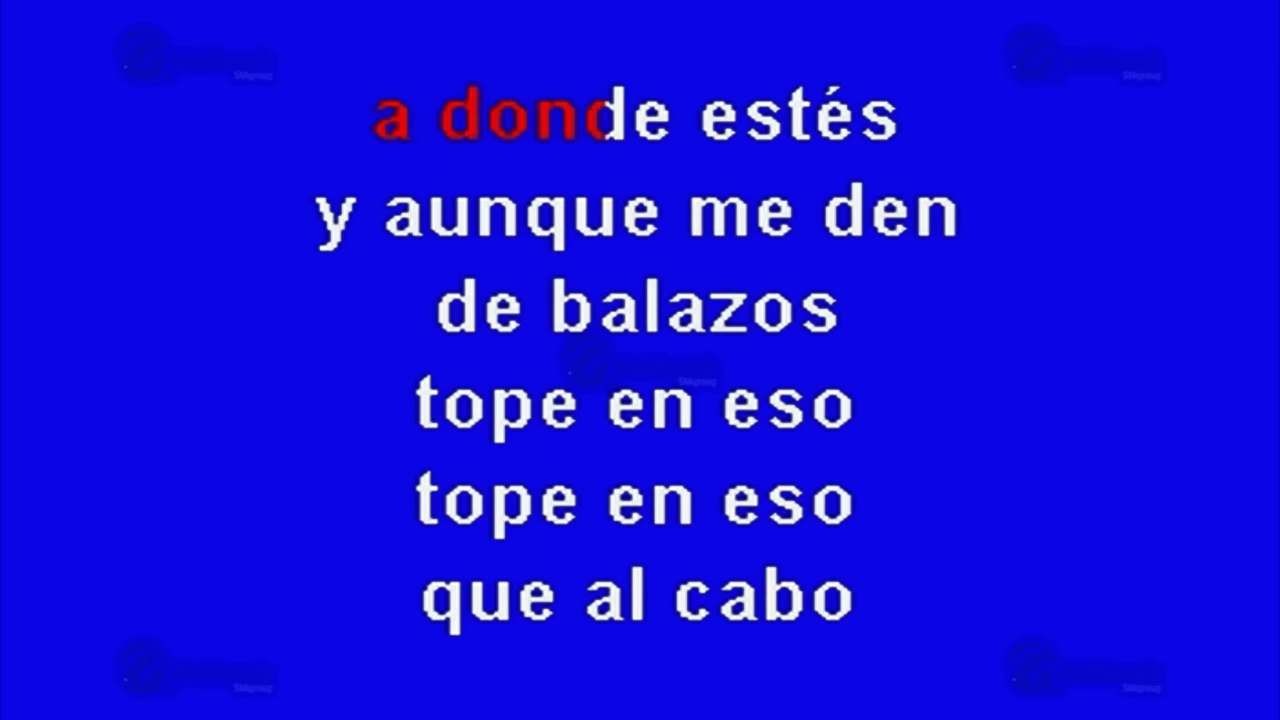 a donde estés
y aunque me den
de balazos
tope en eso
tope en eso
que al cabo